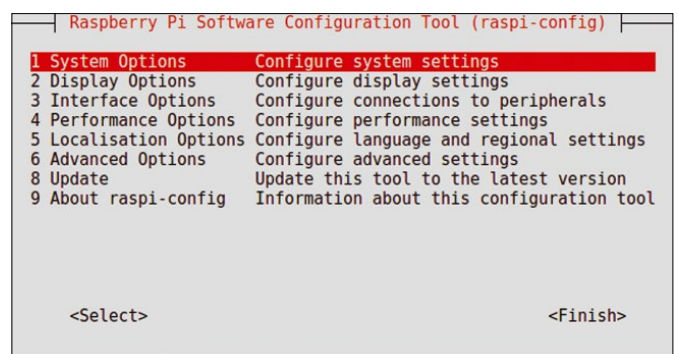 Raspberry Pi Software Configuration Tool (raspi-config)
1 System Options Configure system settings
2 Display Options Configure display settings
3 Interface Options Configure connections to peripherals
4 Performance Options Configure performance settings
5 Localisation Options Configure language and regional settings
6 Advanced Options Configure advanced settings
8 Update Update this tool to the latest version
9 About raspi-config Information about this configuration tool
<Select> <Finish>